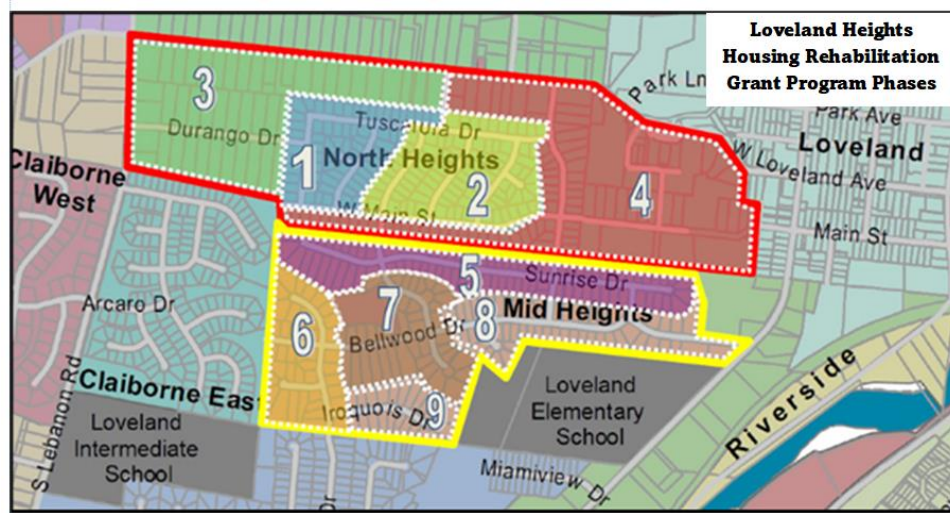 Loveland Heights
Housing Rehabilitation
Grant Program Phases
Park Ln
Park Ave
3
Durango Dr
Tuscarora Dr
W Loveland Ave
Loveland
1
North Heights
2
4
Claiborne
West
W Main St
Main St
5
Sunrise Dr
Arcaro Dr
6
7
8
Mid Heights
Bellwood Dr
Claiborne East
Iroquois Dr
9
Loveland
Elementary
School
Riverside
S Lebanon Rd
Loveland
Intermediate
School
Miamiview Dr
Dr